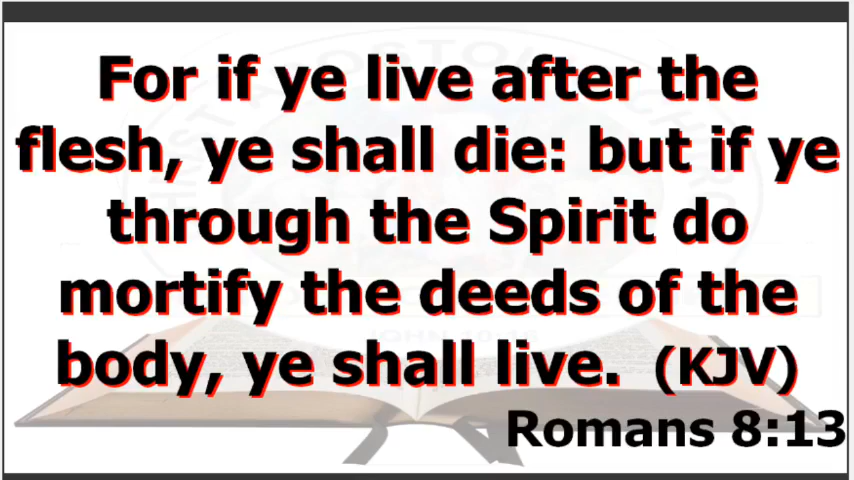 For if ye live after the
flesh, ye shall die: but if ye
through the Spirit do
mortify the deeds of the
body, ye shall live. (KJV)
Romans 8:13